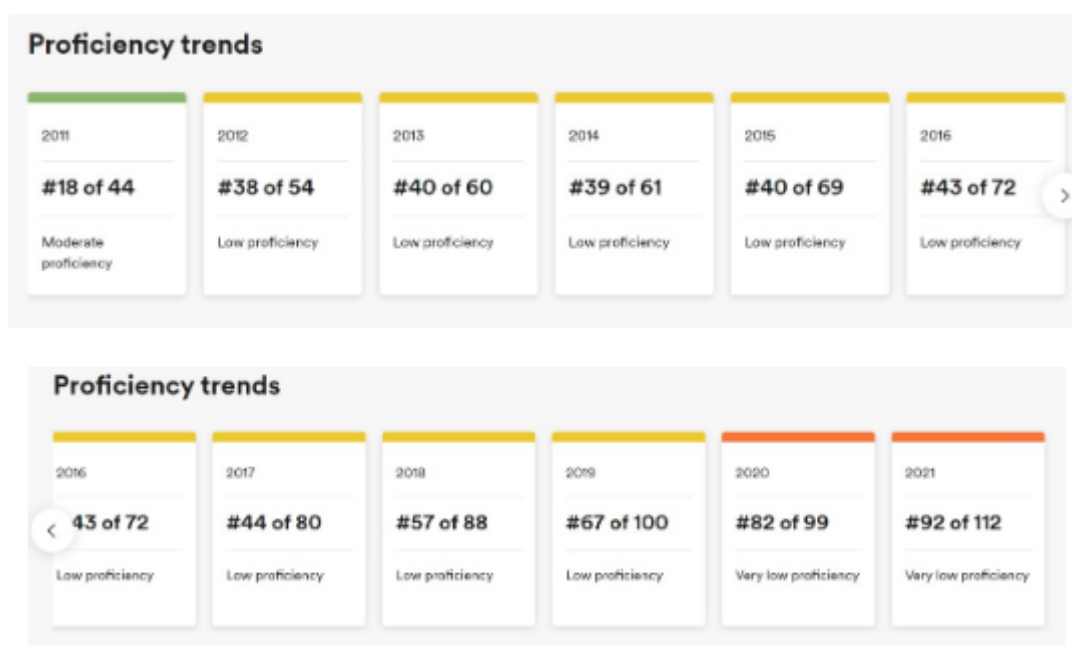 Proficiency trends
2011 2012 2013 2014 2015 2016
#18 of 44 #38 of 54 #40 of 60 #39 of 61 #40 of 69 #43 of 72
Moderate Low proficiency Low proficiency Low proficiency Low proficiency Low proficiency
proficiency
Proficiency trends
2016 2017 2018 2019 2020 2021
43 of 72 #44 of 80 #57 of 88 #67 of 100 #82 of 99 #92 of 112
Low proficiency Low proficiency Low proficiency Low proficiency Very low proficiency Very low proficiency